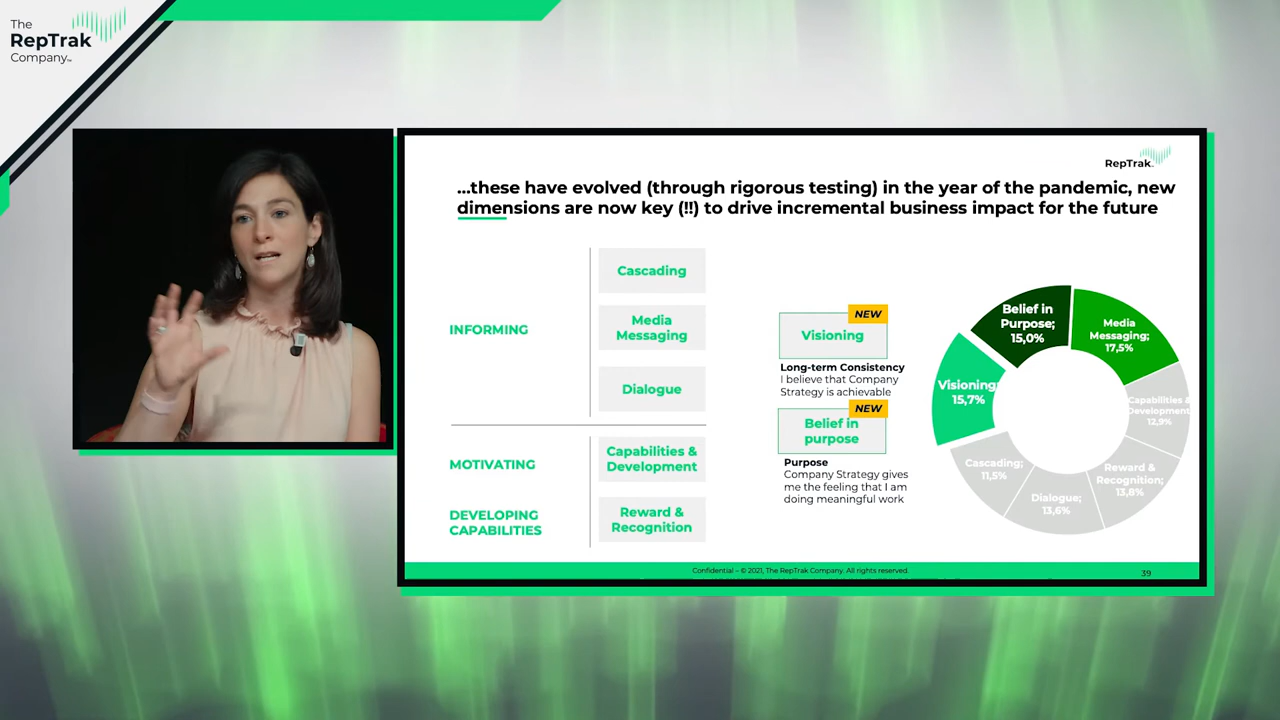 The
RepTrak
Company™
RepTrak™
...these have evolved (through rigorous testing) in the year of the pandemic, new
dimensions are now key (!!) to drive incremental business impact for the future
INFORMING
Cascading
Media
Messaging
Dialogue
MOTIVATING
Capabilities &
Development
DEVELOPING
CAPABILITIES
Reward &
Recognition
NEW
Visioning
Long-term Consistency
I believe that Company
Strategy is achievable
NEW
Belief in
purpose
Purpose
Company Strategy gives
me the feeling that I am
doing meaningful work
Belief in
Purpose;
15,0%
Media
Messaging;
17,5%
Visioning;
15,7%
Capabilities &
Development;
12,9%
Cascading;
11,5%
Reward &
Recognition;
13,8%
Dialogue;
13,6%
Confidential – © 2021, The RepTrak Company. All rights reserved.
39